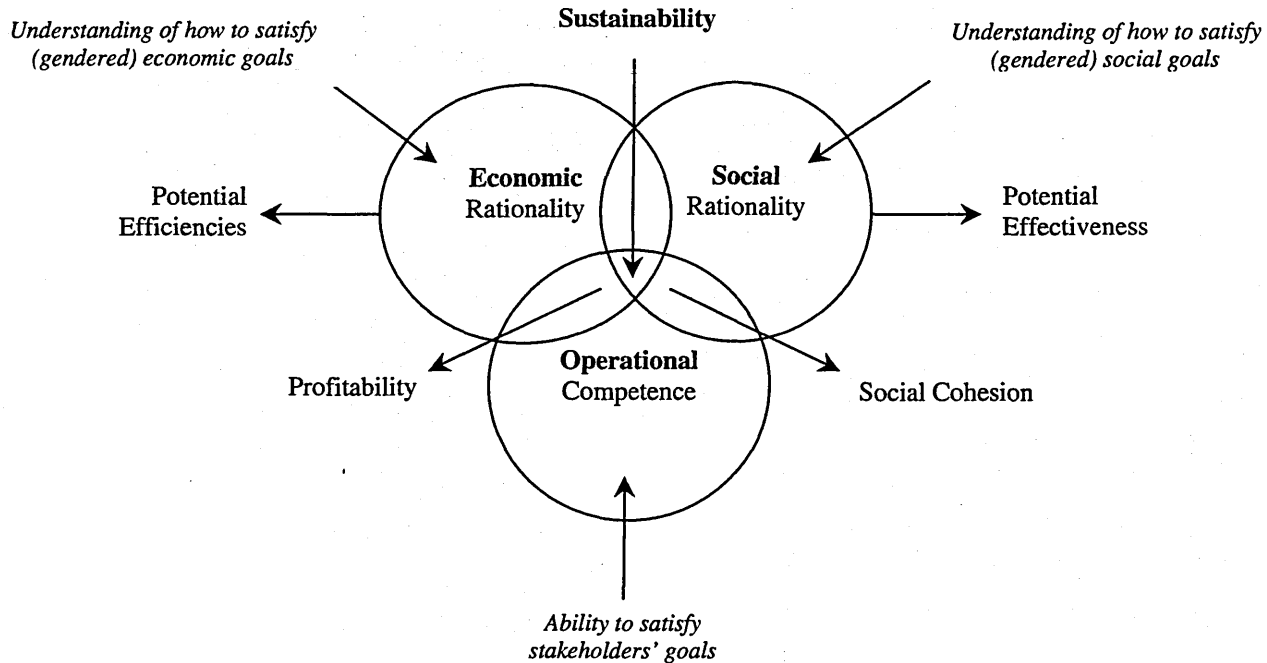 Sustainability
Understanding of how to satisfy
(gendered) economic goals
Understanding of how to satisfy
(gendered) social goals
Economic
Rationality
Social
Rationality
Potential
Efficiencies
Potential
Effectiveness
Operational
Competence
Profitability
Social Cohesion
Ability to satisfy
stakeholders' goals